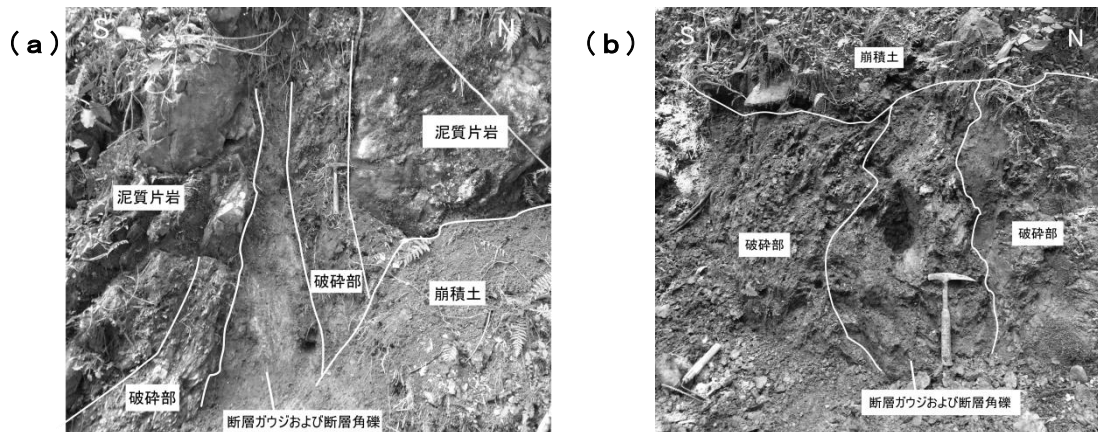 (a)
S
N
泥質片岩
泥質片岩
破砕部
崩積土
破砕部
断層ガウジおよび断層角礫
(b)
S
N
崩積土
破砕部
破砕部
断層ガウジおよび断層角礫